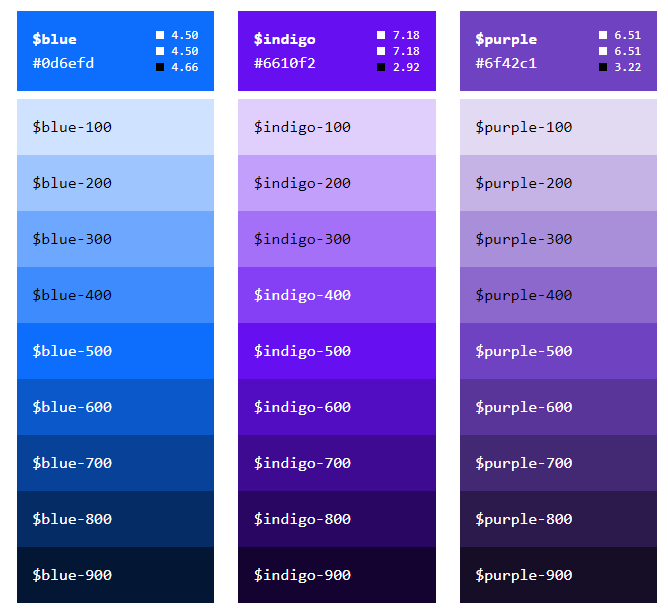 $blue
#0d6efd
4.50
4.50
4.66
$blue-100
$blue-200
$blue-300
$blue-400
$blue-500
$blue-600
$blue-700
$blue-800
$blue-900
$indigo
#6610f2
7.18
7.18
2.92
$indigo-100
$indigo-200
$indigo-300
$indigo-400
$indigo-500
$indigo-600
$indigo-700
$indigo-800
$indigo-900
$purple
#6f42c1
6.51
6.51
3.22
$purple-100
$purple-200
$purple-300
$purple-400
$purple-500
$purple-600
$purple-700
$purple-800
$purple-900